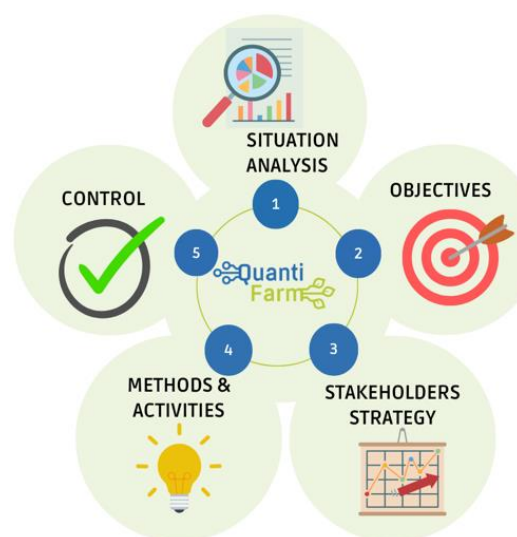 SITUATION
ANALYSIS
1
OBJECTIVES
2
STAKEHOLDERS
STRATEGY
3
METHODS &
ACTIVITIES
4
CONTROL
5
Quanti
Farm